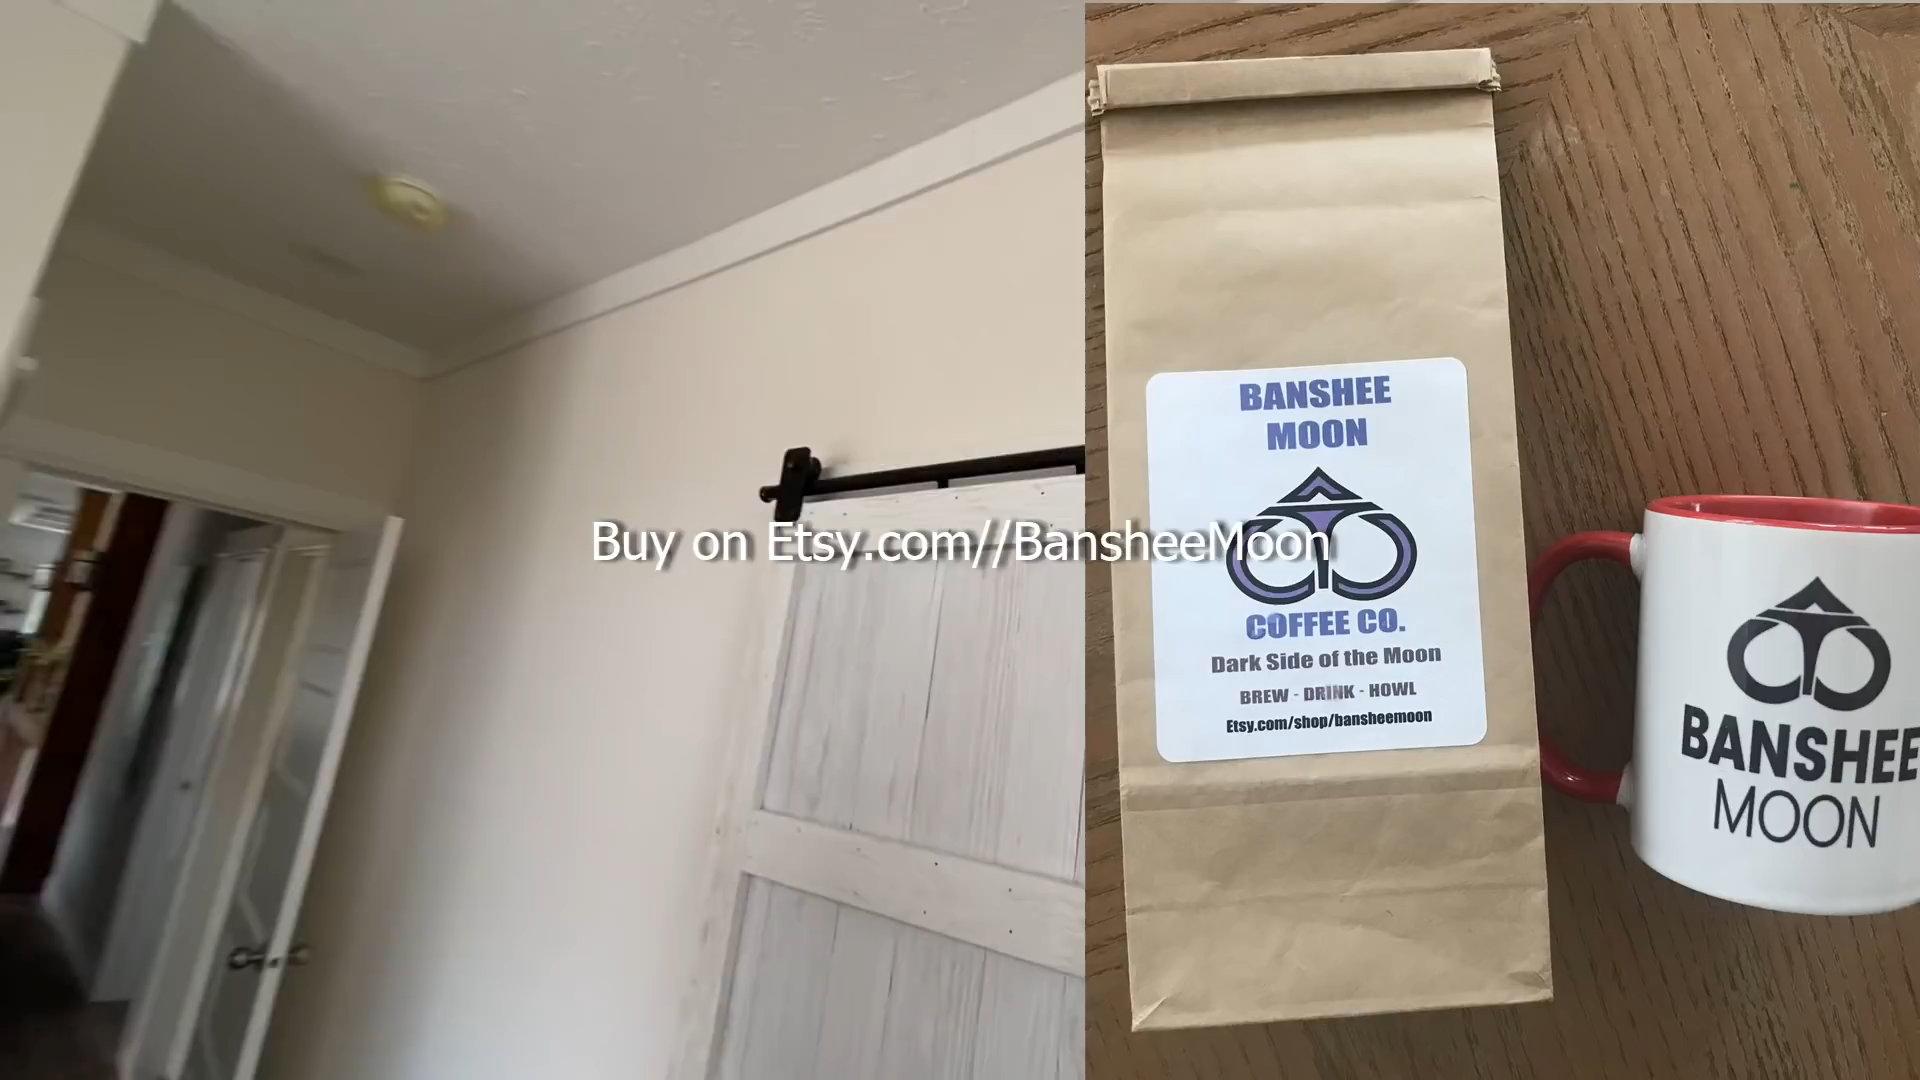 Buy on Etsy.com//BansheeMoon
BANSHEE
MOON
COFFEE CO.
Dark Side of the Moon
BREW - DRINK - HOWL
Etsy.com/shop/bansheemoon
BANSHEE
MOON